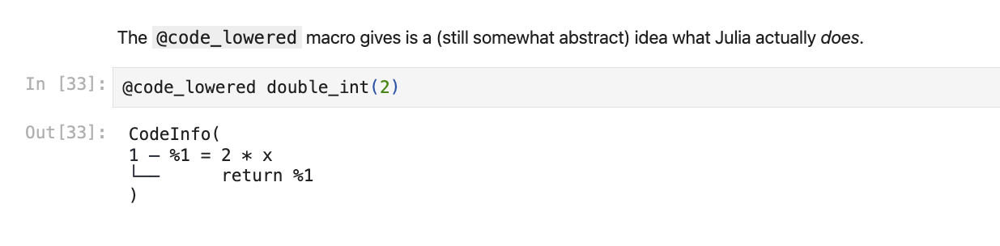 The @code_lowered macro gives is a (still somewhat abstract) idea what Julia actually does.
In [33]: @code_lowered double_int(2)
Out[33]: CodeInfo(
1 ─ %1 = 2 * x
└──      return %1
)